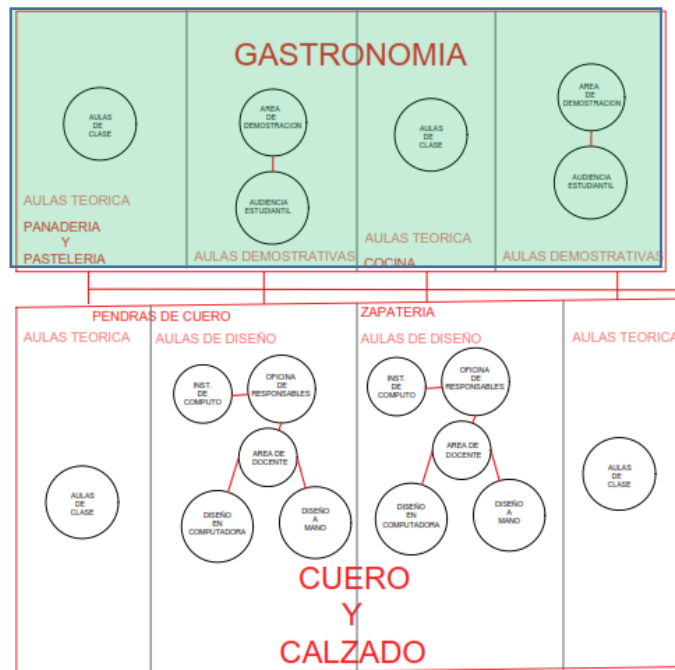 GASTRONOMIA
AULAS
DE
CLASE
AREA
DE
DEMOSTRACION
AUDIENCIA
ESTUDIANTIL
AULAS
DE
CLASE
AREA
DE
DEMOSTRACION
AUDIENCIA
ESTUDIANTIL
AULAS TEORICA
PANADERIA
Y
PASTELERIA
AULAS DEMOSTRATIVAS
AULAS TEORICA
COCINA
AULAS DEMOSTRATIVAS
PENDRAS DE CUERO
ZAPATERIA
AULAS TEORICA
AULAS DE DISEÑO
AULAS DE DISEÑO
AULAS TEORICA
INST.
DE
COMPUTO
OFICINA
DE
RESPONSABLES
AREA DE
DOCENTE
DISEÑO
EN
COMPUTADORA
DISEÑO
A
MANO
INST.
DE
COMPUTO
OFICINA
DE
RESPONSABLES
AREA DE
DOCENTE
DISEÑO
EN
COMPUTADORA
DISEÑO
A
MANO
AULAS
DE
CLASE
AULAS
DE
CLASE
CUERO
Y
CALZADO